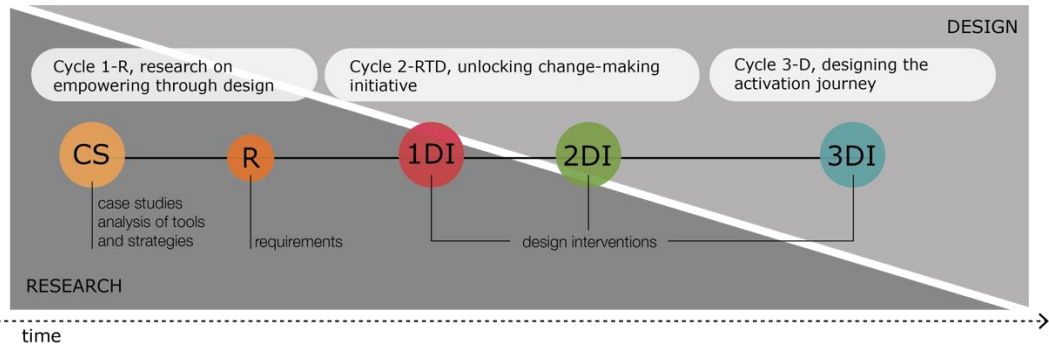 DESIGN
Cycle 1-R, research on
empowering through design
Cycle 2-RTD, unlocking change-making
initiative
Cycle 3-D, designing the
activation journey
CS
R
1DI
2DI
3DI
case studies
analysis of tools
and strategies
requirements
design interventions
RESEARCH
time